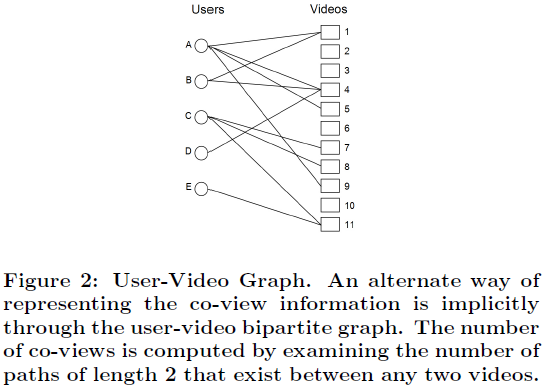 Users Videos
A
B
C
D
E
1
2
3
4
5
6
7
8
9
10
11
Figure 2: User-Video Graph. An alternate way of
representing the co-view information is implicitly
through the user-video bipartite graph. The number
of co-views is computed by examining the number of
paths of length 2 that exist between any two videos.